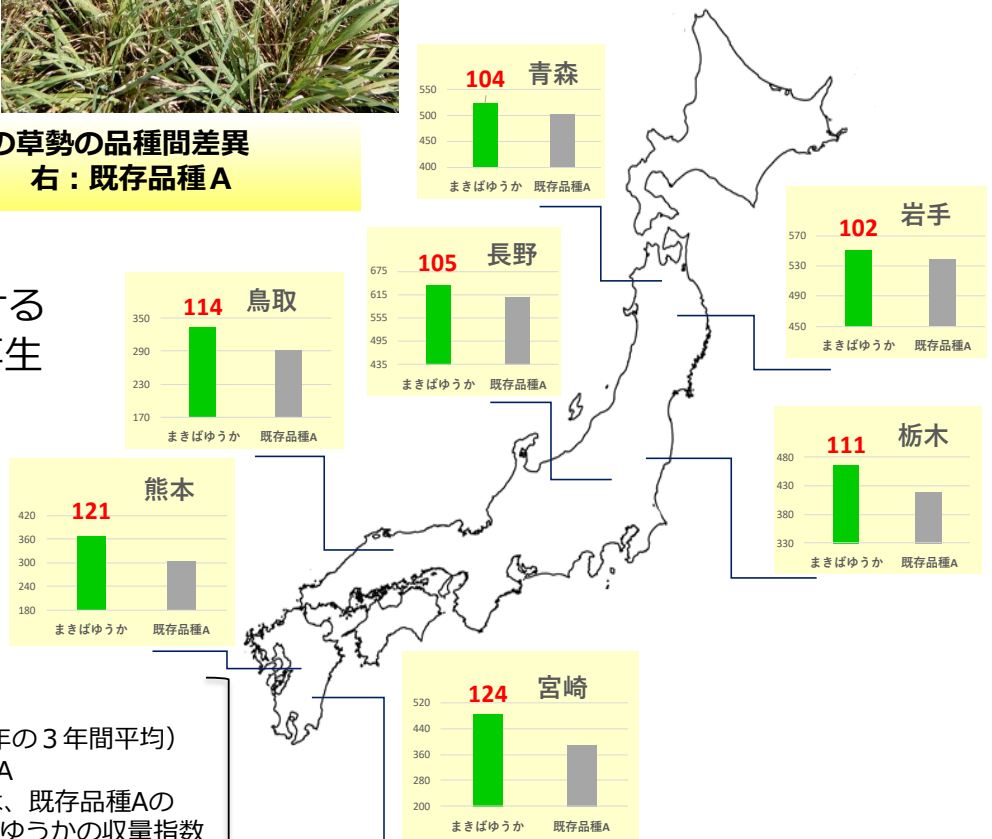 の草勢の品種間差異
右：既存品種A
青森
104
550
500
450
400
まきばゆうか 既存品種A
岩手
102
570
530
490
450
まきばゆうか 既存品種A
長野
105
675
615
555
495
435
まきばゆうか 既存品種A
鳥取
114
350
290
230
170
まきばゆうか 既存品種A
する
再生
栃木
111
480
430
380
330
まきばゆうか 既存品種A
熊本
121
420
360
300
240
180
まきばゆうか 既存品種A
宮崎
124
520
440
360
280
200
まきばゆうか 既存品種A
年の３年間平均）
A
は、既存品種Aの
ゆうかの収量指数